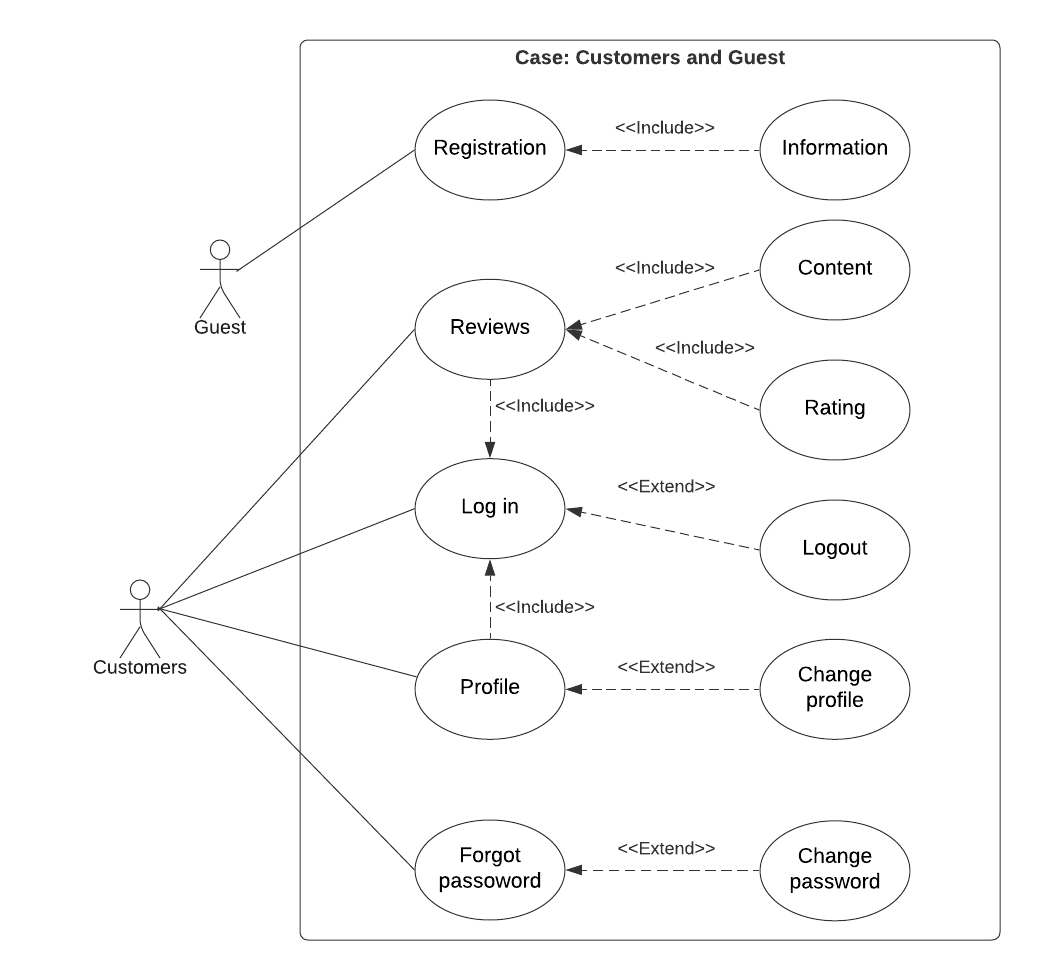 Case: Customers and Guest
Registration
<<Include>>
Information
Guest
Reviews
<<Include>>
Content
<<Include>>
Rating
<<Include>>
Log in
<<Extend>>
Logout
<<Include>>
Customers
Profile
<<Extend>>
Change
profile
Forgot
passoword
<<Extend>>
Change
password